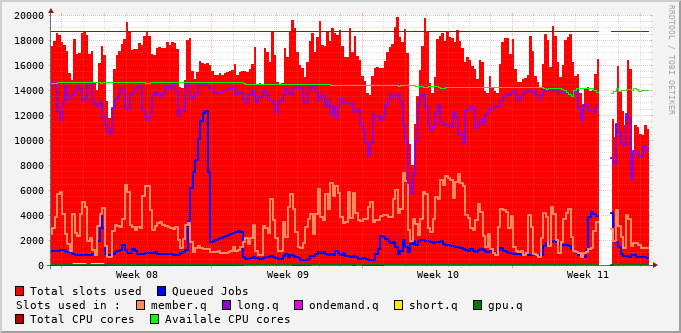 20000
18000
16000
14000
12000
10000
8000
6000
4000
2000
0
Week 08 Week 09 Week 10 Week 11
RRDTOOL / TOBI OETIKER
Total slots used Queued Jobs
Slots used in : member.q long.q ondemand.q short.q gpu.q
Total CPU cores Availale CPU cores